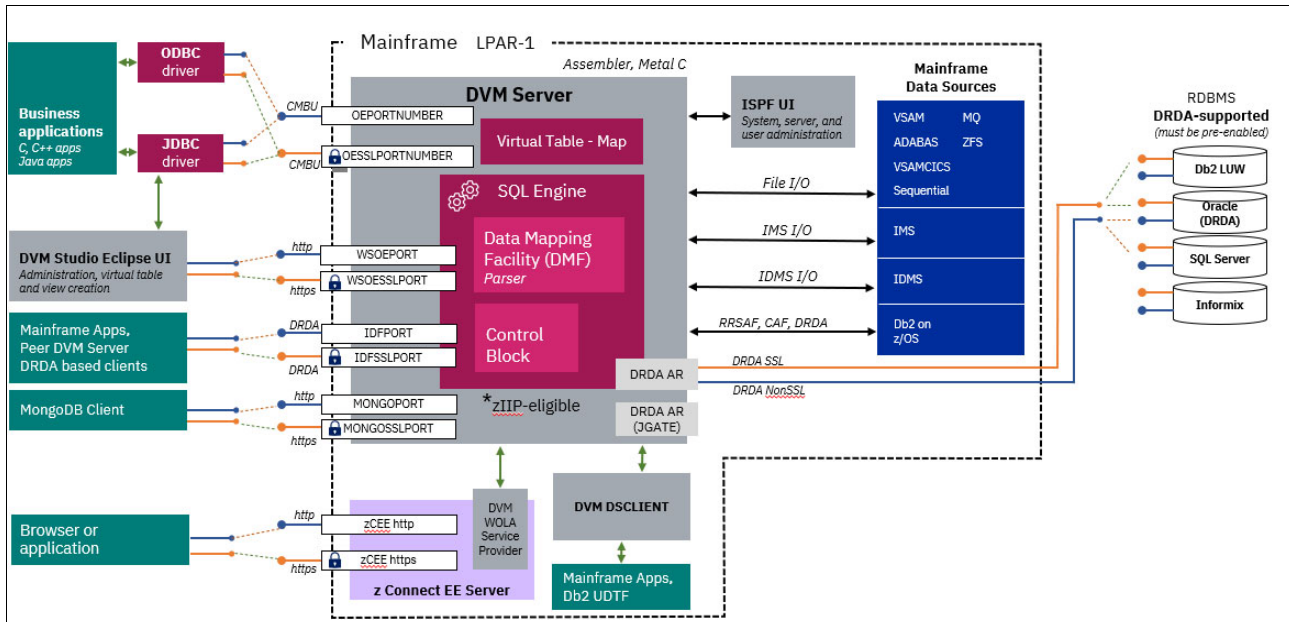 Mainframe LPAR-1
Assembler, Metal C
ODBC
driver
Business
applications
C, C++ apps
Java apps
JDBC
driver
CMBU
OEPORTNUMBER
OESSLPORTNUMBER
CMBU
DVM Server
Virtual Table - Map
SQL Engine
Data Mapping
Facility (DMF)
Parser
Control
Block
DRDA AR
*zIIP-eligible
DRDA AR
(JGATE)
ISPF UI
System, server, and
user administration
Mainframe
Data Sources
VSAM MQ
ADABAS ZFS
VSAMCICS
Sequential
IMS
IDMS
Db2 on
z/OS
File I/O
IMS I/O
IDMS I/O
RRSAF, CAF, DRDA
DRDA SSL
DRDA NonSSL
RDBMS
DRDA-supported
(must be pre-enabled)
Db2 LUW
Oracle
(DRDA)
SQL Server
Informix
DVM Studio Eclipse UI
Administration, virtual table
and view creation
http
WSOEPORT
WSOESSLPORT
https
Mainframe Apps,
Peer DVM Server
DRDA based clients
DRDA
IDFPORT
IDFSSLPORT
DRDA
MongoDB Client
http
MONGOPORT
MONGOSSLPORT
https
Browser or
application
http
zCEE http
zCEE https
https
z Connect EE Server
DVM
WOLA
Service
Provider
DVM DSCLIENT
Mainframe Apps,
Db2 UDTF